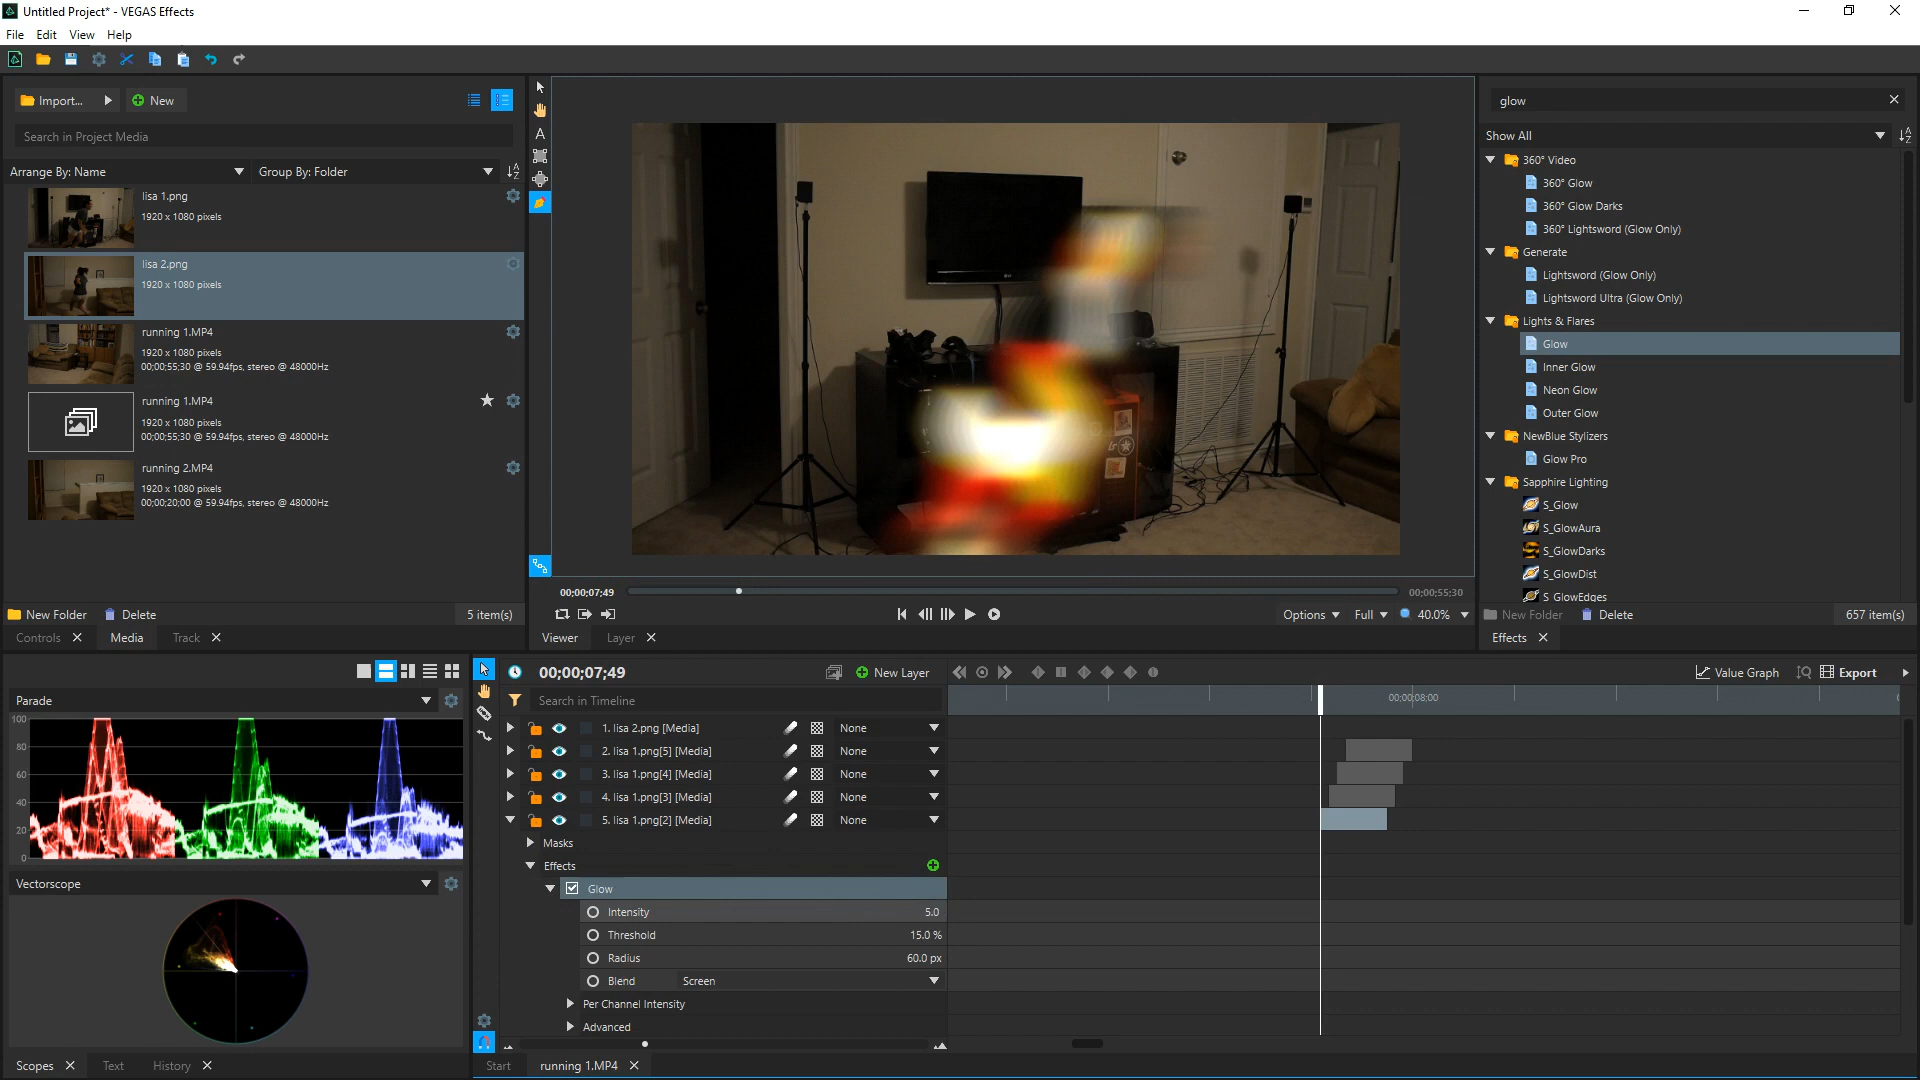 Untitled Project* - VEGAS Effects
File Edit View Help
Import... New
Search in Project Media
Arrange By: Name Group By: Folder
lisa 1.png
1920 x 1080 pixels
lisa 2.png
1920 x 1080 pixels
running 1.MP4
1920 x 1080 pixels
00;00;55;30 @ 59.94fps, stereo @ 48000Hz
running 1.MP4
1920 x 1080 pixels
00;00;55;30 @ 59.94fps, stereo @ 48000Hz
running 2.MP4
1920 x 1080 pixels
00;00;20;00 @ 59.94fps, stereo @ 48000Hz
New Folder Delete 5 item(s)
Controls Media Track
00;00;07;49 00;00;55;30
Options Full 40.0%
Viewer Layer
glow
Show All
360° Video
360° Glow
360° Glow Darks
360° Lightsword (Glow Only)
Generate
Lightsword (Glow Only)
Lightsword Ultra (Glow Only)
Lights & Flares
Glow
Inner Glow
Neon Glow
Outer Glow
NewBlue Stylizers
Glow Pro
Sapphire Lighting
S_Glow
S_GlowAura
S_GlowDarks
S_GlowDist
S_GlowEdges
New Folder Delete 657 item(s)
Effects
Parade
100
80
60
40
20
0
Vectorscope
Scopes Text History
00;00;07;49 New Layer Value Graph Export
Search in Timeline
00;00;08;00
1. lisa 2.png [Media] None
2. lisa 1.png[5] [Media] None
3. lisa 1.png[4] [Media] None
4. lisa 1.png[3] [Media] None
5. lisa 1.png[2] [Media] None
Masks
Effects
Glow
Intensity 5.0
Threshold 15.0 %
Radius 60.0 px
Blend Screen
Per Channel Intensity
Advanced
Start running 1.MP4